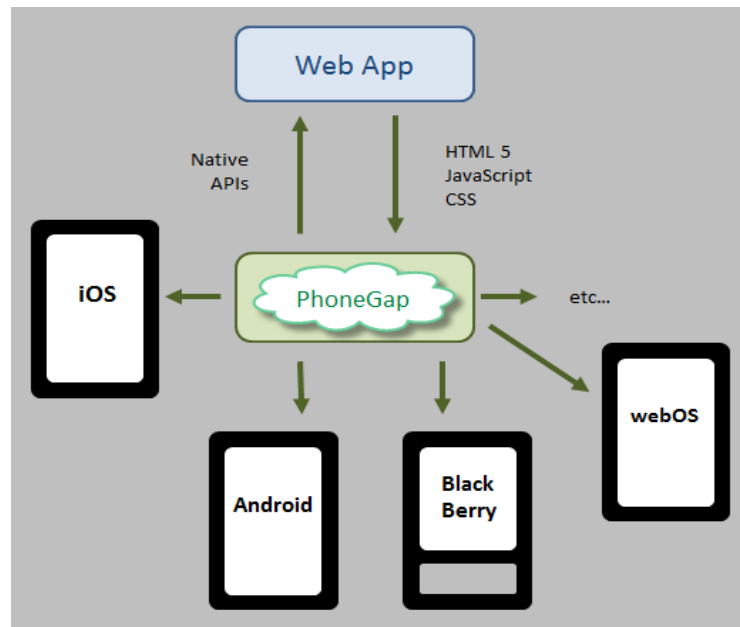 Web App
Native
APIs
HTML 5
JavaScript
CSS
iOS
PhoneGap
etc...
webOS
Android
Black
Berry